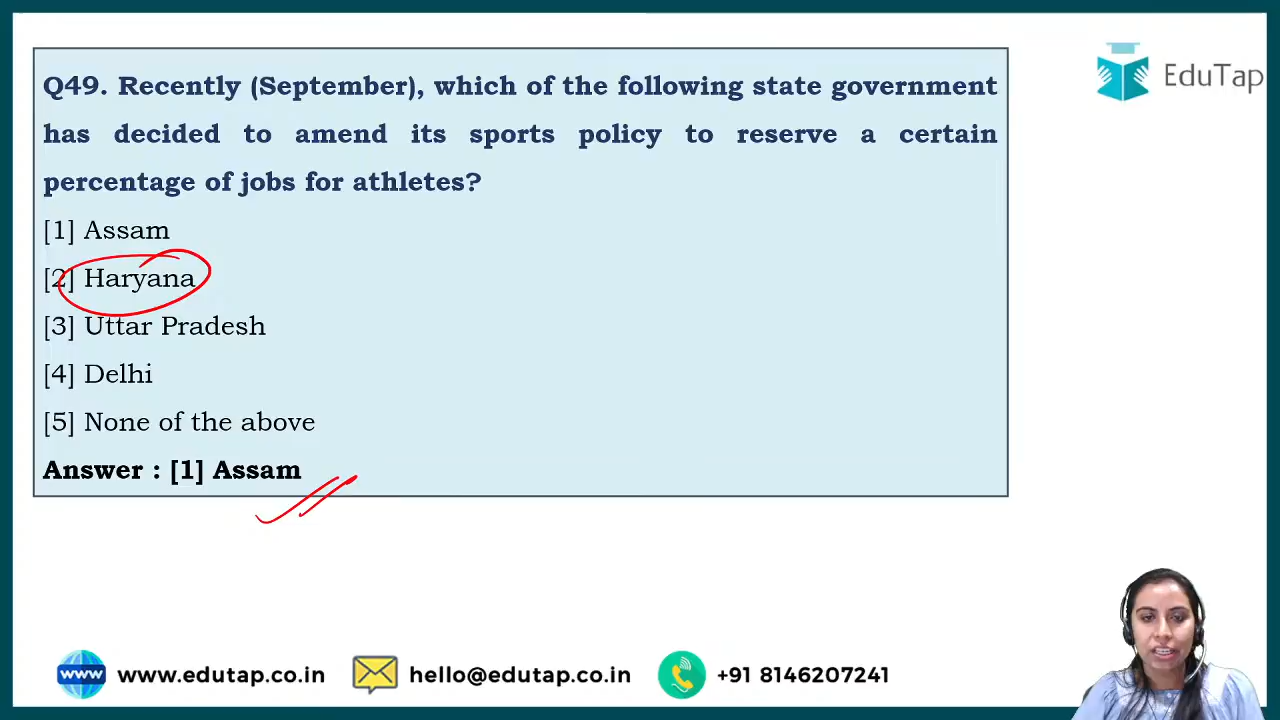 Q49. Recently (September), which of the following state government
has decided to amend its sports policy to reserve a certain
percentage of jobs for athletes?
[1] Assam
[2] Haryana
[3] Uttar Pradesh
[4] Delhi
[5] None of the above
Answer : [1] Assam
EduTap
www www.edutap.co.in hello@edutap.co.in +91 8146207241